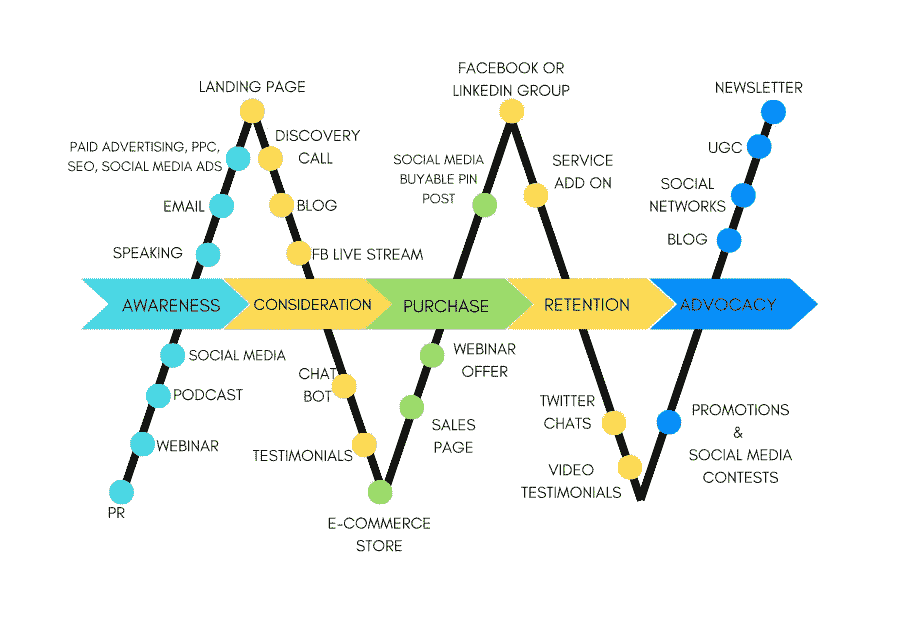 LANDING PAGE
PAID ADVERTISING, PPC,
SEO, SOCIAL MEDIA ADS
EMAIL
SPEAKING
DISCOVERY
CALL
BLOG
FB LIVE STREAM
FACEBOOK OR
LINKEDIN GROUP
SOCIAL MEDIA
BUYABLE PIN
POST
SERVICE
ADD ON
NEWSLETTER
UGC
SOCIAL
NETWORKS
BLOG
AWARENESS
CONSIDERATION
PURCHASE
RETENTION
ADVOCACY
SOCIAL MEDIA
PODCAST
WEBINAR
PR
CHAT
BOT
TESTIMONIALS
E-COMMERCE
STORE
WEBINAR
OFFER
SALES
PAGE
TWITTER
CHATS
VIDEO
TESTIMONIALS
PROMOTIONS
&
SOCIAL MEDIA
CONTESTS